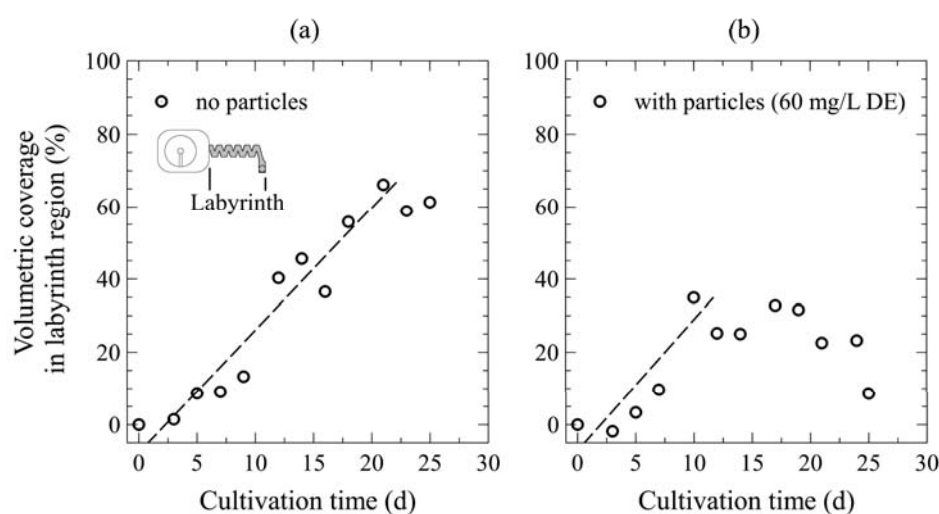 (a)
(b)
Volumetric coverage
in labyrinth region (%)
100
80
60
40
20
0
no particles
Labyrinth
0 5 10 15 20 25 30
Cultivation time (d)
100
80
60
40
20
0
with particles (60 mg/L DE)
0 5 10 15 20 25 30
Cultivation time (d)